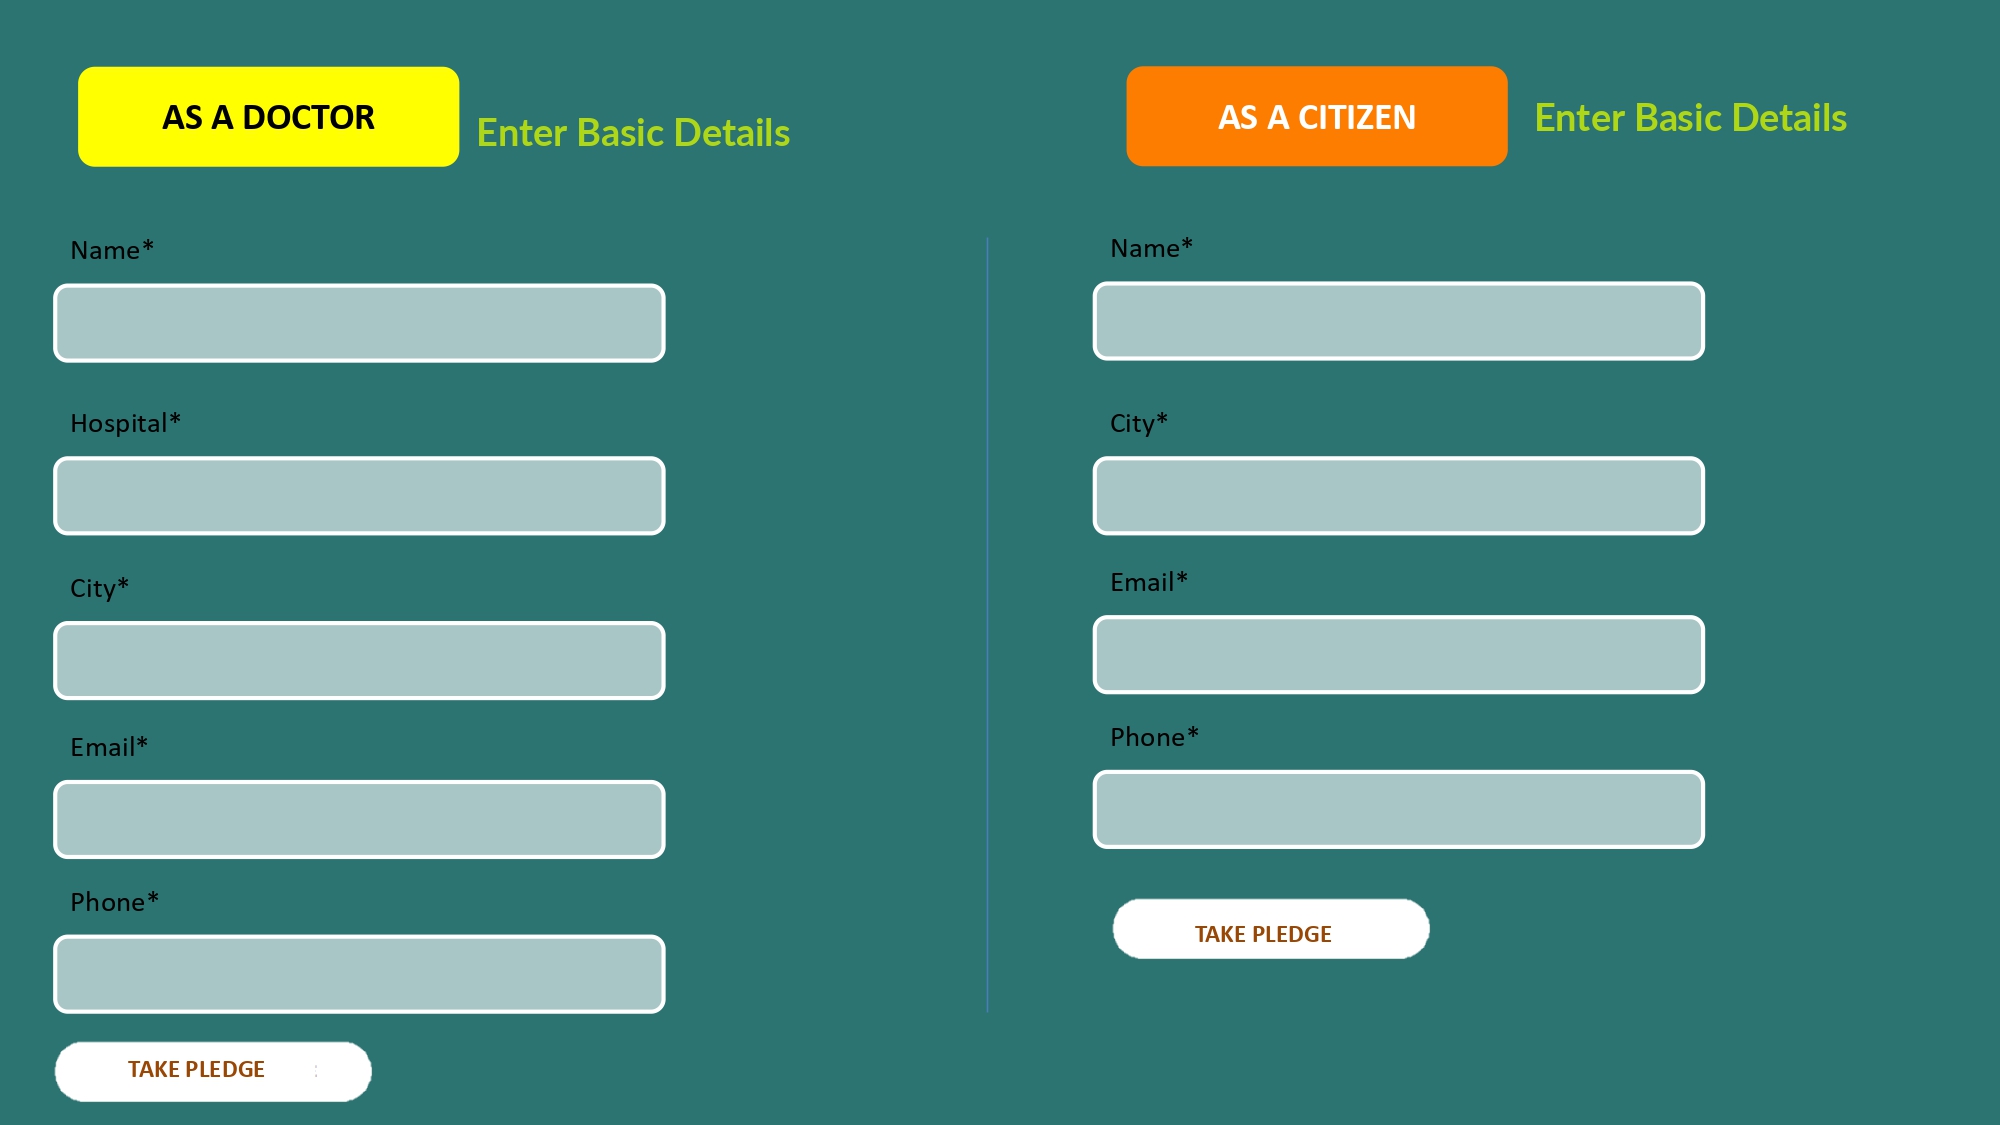 AS A DOCTOR
Enter Basic Details
Name*
Hospital*
City*
Email*
Phone*
TAKE PLEDGE :
AS A CITIZEN
Enter Basic Details
Name*
City*
Email*
Phone*
TAKE PLEDGE